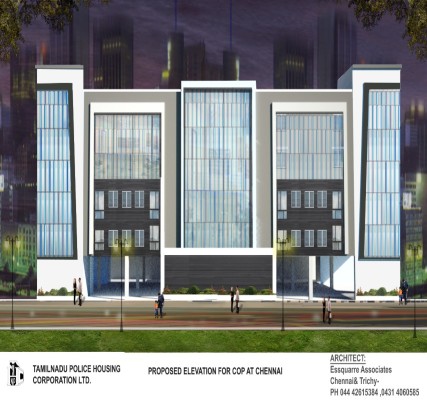 TAMILNADU POLICE HOUSING
CORPORATION LTD.
PROPOSED ELEVATION FOR COP AT CHENNAI
ARCHITECT:
Essquarre Associates
Chennai& Trichy-
PH 044 42615384 ,0431 4060585